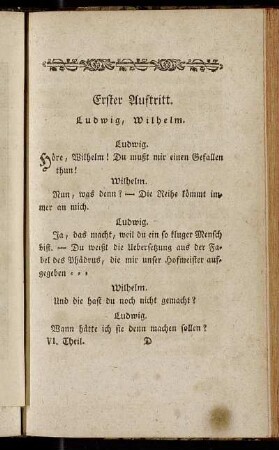 Erster Auftritt.
Ludwig, Wilhelm.
Ludwig.
Höre, Wilhelm! Du mußt mir einen Gefallen
thun!
Wilhelm.
Nun, was denn? — Die Reihe kömmt im-
mer an mich.
Ludwig.
Ja, das macht, weil du ein so kluger Mensch
bist. — Du weißt die Uebersetzung aus der Fa-
bel des Phädrus, die mir unser Hofmeister auf-
gegeben - - -
Wilhelm.
Und die hast du noch nicht gemacht?
Ludwig.
Wann hätte ich sie denn machen sollen?
VI. Theil. D